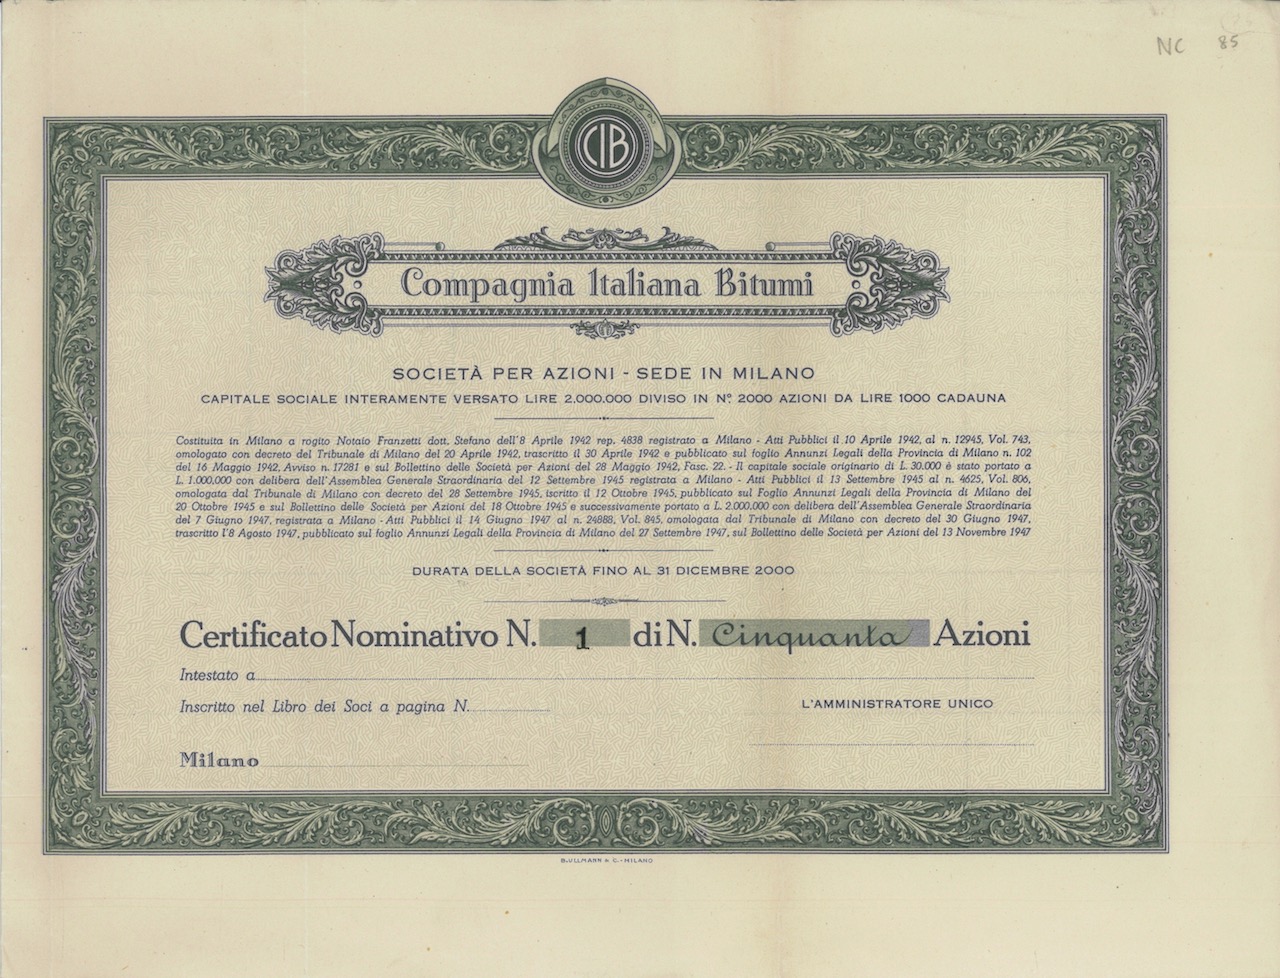 NC 85
CIB
Compagnia Italiana Bitumi
SOCIETÀ PER AZIONI - SEDE IN MILANO
CAPITALE SOCIALE INTERAMENTE VERSATO LIRE 2.000.000 DIVISO IN Nº 2000 AZIONI DA LIRE 1000 CADAUNA
Costituita in Milano a rogito Notaio Franzetti dott. Stefano dell'8 Aprile 1942 rep. 4838 registrato a Milano - Atti Pubblici il 10 Aprile 1942, al n. 12945, Vol. 743,
omologato con decreto del Tribunale di Milano del 20 Aprile 1942, trascritto il 30 Aprile 1942 e pubblicato sul foglio Annunzi Legali della Provincia di Milano n. 102
del 16 Maggio 1942, Avviso n. 17281 e sul Bollettino delle Società per Azioni del 28 Maggio 1942, Fasc. 22. - Il capitale sociale originario di L. 30.000 è stato portato a
L. 1.000.000 con delibera dell'Assemblea Generale Straordinaria del 12 Settembre 1945 registrata a Milano - Atti Pubblici il 13 Settembre 1945 al n. 4625, Vol. 806,
omologata dal Tribunale di Milano con decreto del 28 Settembre 1945, iscritto il 12 Ottobre 1945, pubblicato sul Foglio Annunzi Legali della Provincia di Milano del
20 Ottobre 1945 e sul Bollettino delle Società per Azioni del 18 Ottobre 1945 e successivamente portato a L. 2.000.000 con delibera dell'Assemblea Generale Straordinaria
del 7 Giugno 1947, registrata a Milano - Atti Pubblici il 14 Giugno 1947 al n. 24888, Vol. 845, omologata dal Tribunale di Milano con decreto del 30 Giugno 1947,
trascritto l'8 Agosto 1947, pubblicato sul foglio Annunzi Legali della Provincia di Milano del 27 Settembre 1947, sul Bollettino delle Società per Azioni del 13 Novembre 1947
DURATA DELLA SOCIETÀ FINO AL 31 DICEMBRE 2000
Certificato Nominativo N. 1 di N. Cinquanta Azioni
Intestato a
Inscritto nel Libro dei Soci a pagina N.
L'AMMINISTRATORE UNICO
Milano
B. ULLMANN & C. - MILANO